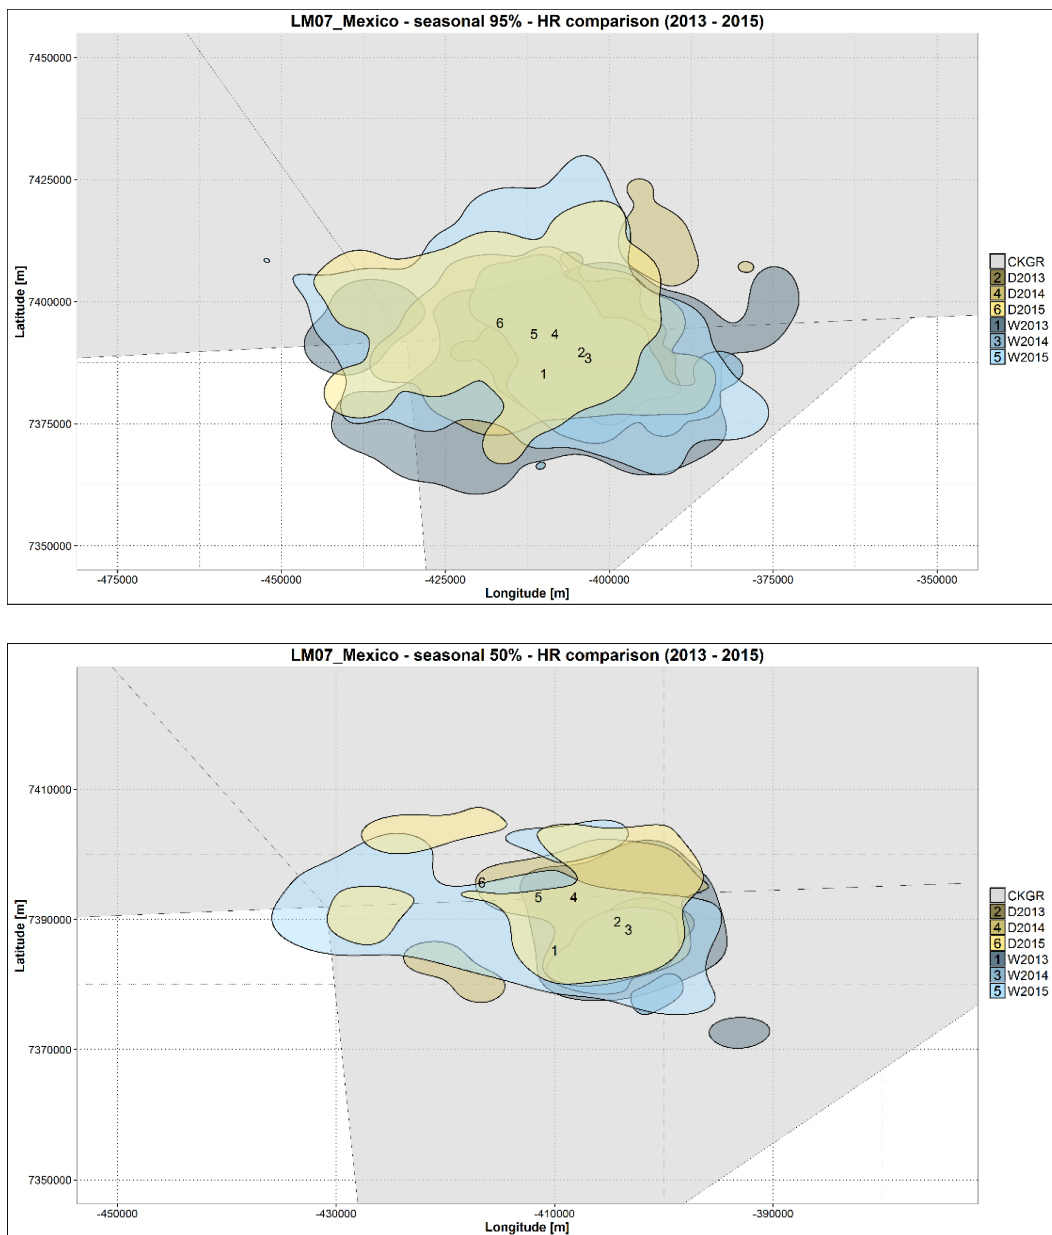 LM07_Mexico - seasonal 95% - HR comparison (2013 - 2015)
7450000
7425000
7400000
7375000
7350000
Latitude [m]
6
5 4
2
3
1
CKGR
2 D2013
4 D2014
6 D2015
1 W2013
3 W2014
5 W2015
-475000 -450000 -425000 -400000 -375000 -350000
Longitude [m]
LM07_Mexico - seasonal 50% - HR comparison (2013 - 2015)
7410000
7390000
7370000
7350000
Latitude [m]
6
5 4
2
3
1
CKGR
2 D2013
4 D2014
6 D2015
1 W2013
3 W2014
5 W2015
-450000 -430000 -410000 -390000
Longitude [m]